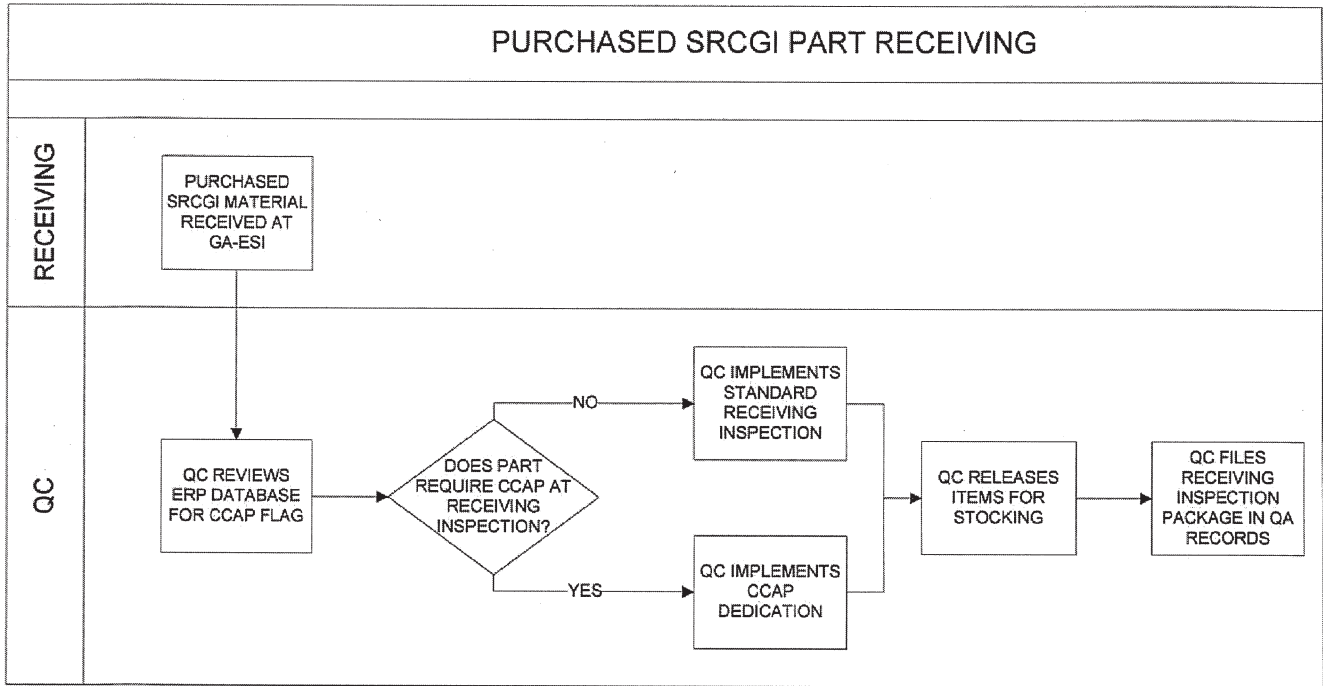 PURCHASED SRCGI PART RECEIVING
RECEIVING
PURCHASED
SRCGI MATERIAL
RECEIVED AT
GA-ESI
QC
QC REVIEWS
ERP DATABASE
FOR CCAP FLAG
DOES PART
REQUIRE CCAP AT
RECEIVING
INSPECTION?
NO
QC IMPLEMENTS
STANDARD
RECEIVING
INSPECTION
YES
QC IMPLEMENTS
CCAP
DEDICATION
QC RELEASES
ITEMS FOR
STOCKING
QC FILES
RECEIVING
INSPECTION
PACKAGE IN QA
RECORDS